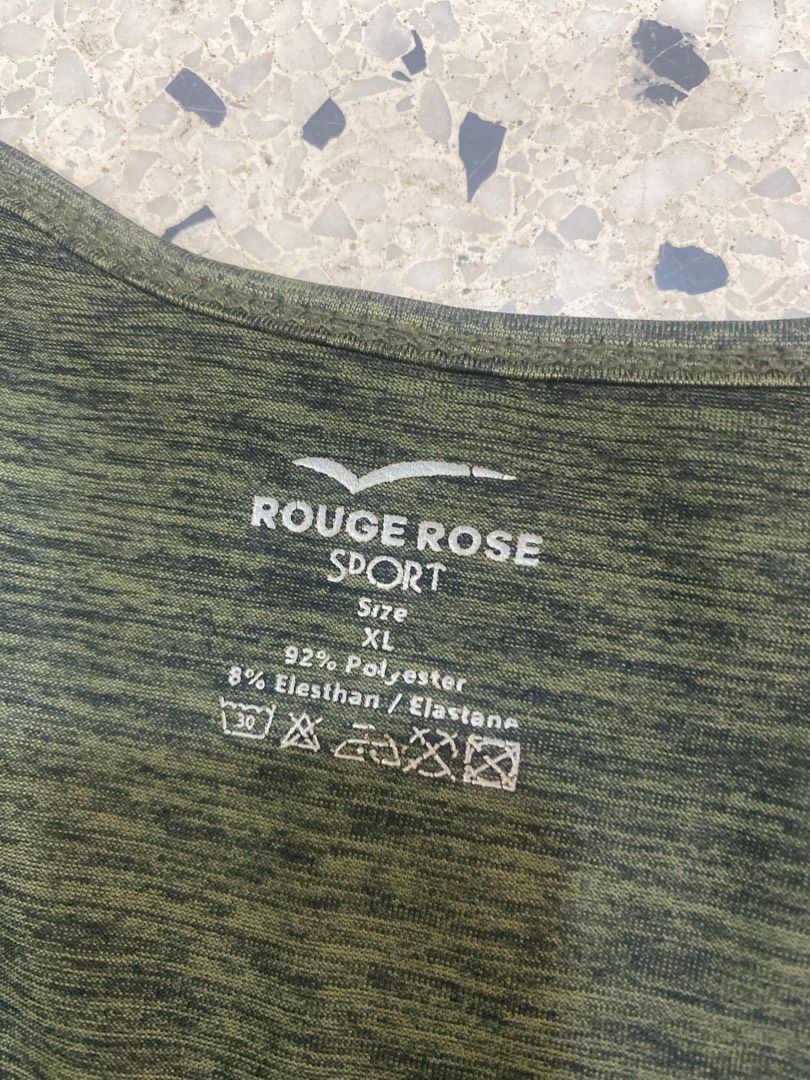 ROUGE ROSE
SPORT
Size
XL
92% Polyester
8% Elesthan / Elastane
30